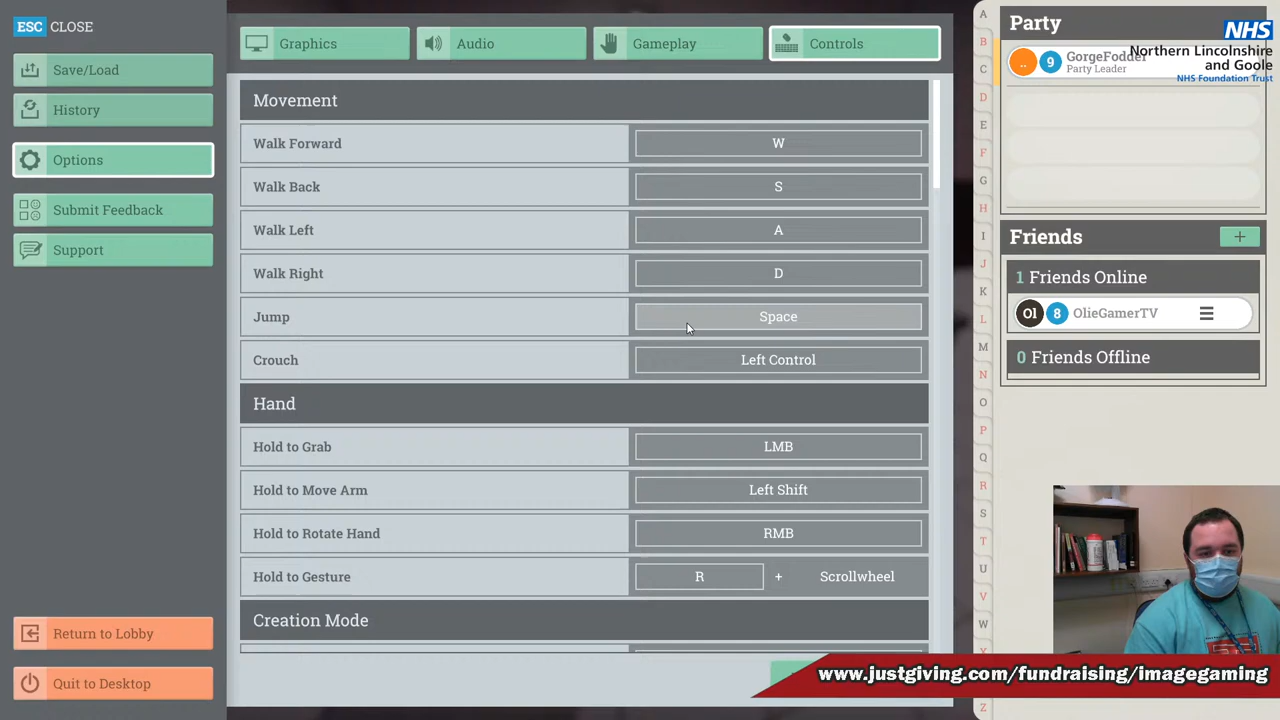 ESC CLOSE
Save/Load
History
Options
Submit Feedback
Support
Return to Lobby
Quit to Desktop
Graphics
Audio
Gameplay
Controls
Movement
Walk Forward W
Walk Back S
Walk Left A
Walk Right D
Jump Space
Crouch Left Control
Hand
Hold to Grab LMB
Hold to Move Arm Left Shift
Hold to Rotate Hand RMB
Hold to Gesture R + Scrollwheel
Creation Mode
A
B
C
D
E
F
G
H
I
J
K
L
M
N
O
P
Q
R
S
T
U
V
W
X
Z
Party
.. 9 GorgeFodder
Party Leader
NHS
Northern Lincolnshire
and Goole
NHS Foundation Trust
Friends +
1 Friends Online
Ol 8 OlieGamerTV
0 Friends Offline
www.justgiving.com/fundraising/imagegaming